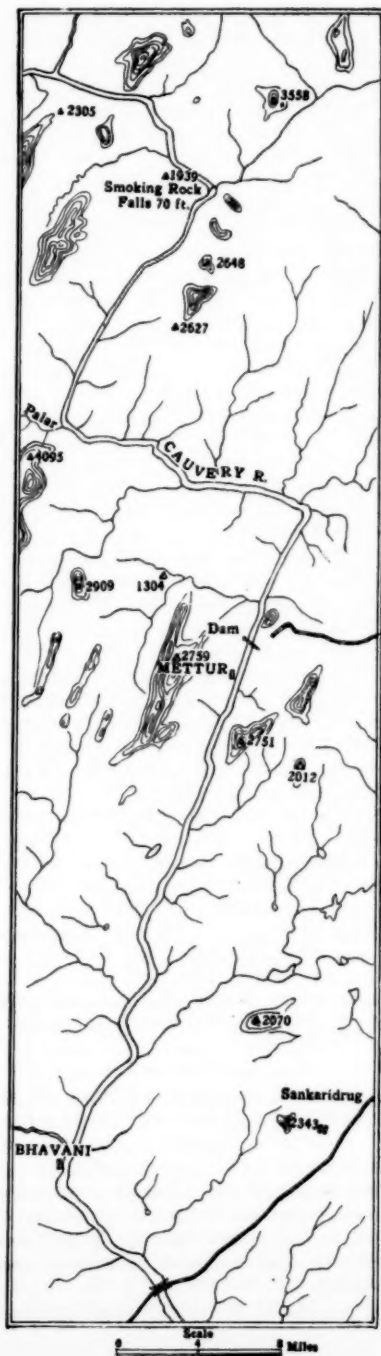 3558
2305
1939
Smoking Rock
Falls 70 ft.
2648
2627
Palar
4095
CAUVERY R.
2909
1304
Dam
2759
METTUR
2751
2012
2070
Sankaridrug
2343
BHAVANI
Scale
0 4 8 Miles